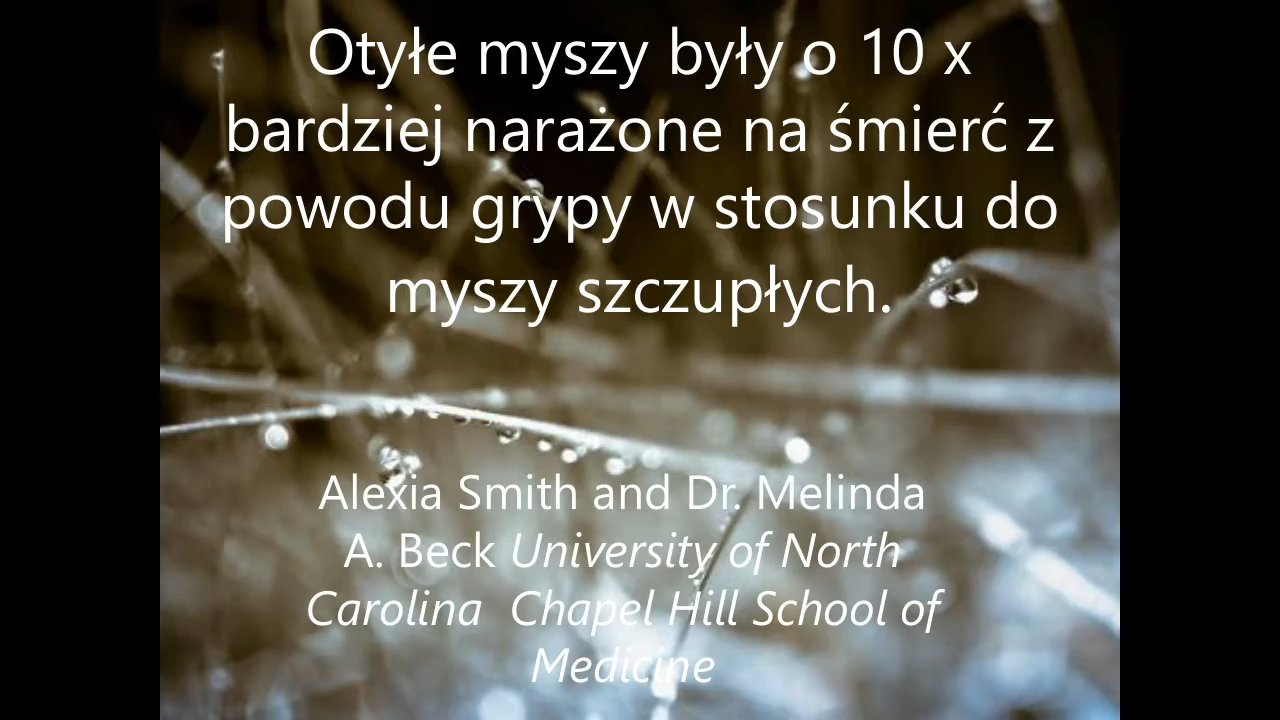 Otyłe myszy były o 10 x
bardziej narażone na śmierć z
powodu grypy w stosunku do
myszy szczupłych.
Alexia Smith and Dr. Melinda
A. Beck University of North
Carolina Chapel Hill School of
Medicine